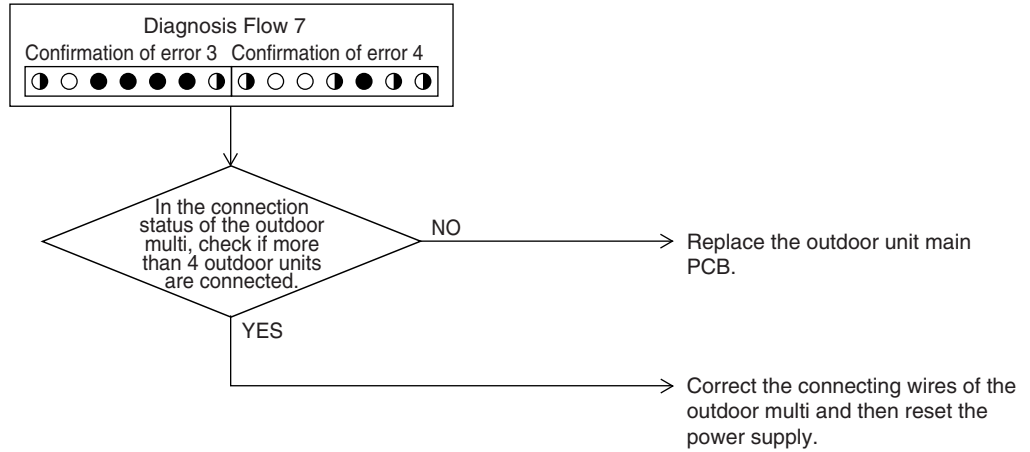 Diagnosis Flow 7
Confirmation of error 3 Confirmation of error 4
In the connection
status of the outdoor
multi, check if more
than 4 outdoor units
are connected.
NO
Replace the outdoor unit main
PCB.
YES
Correct the connecting wires of the
outdoor multi and then reset the
power supply.